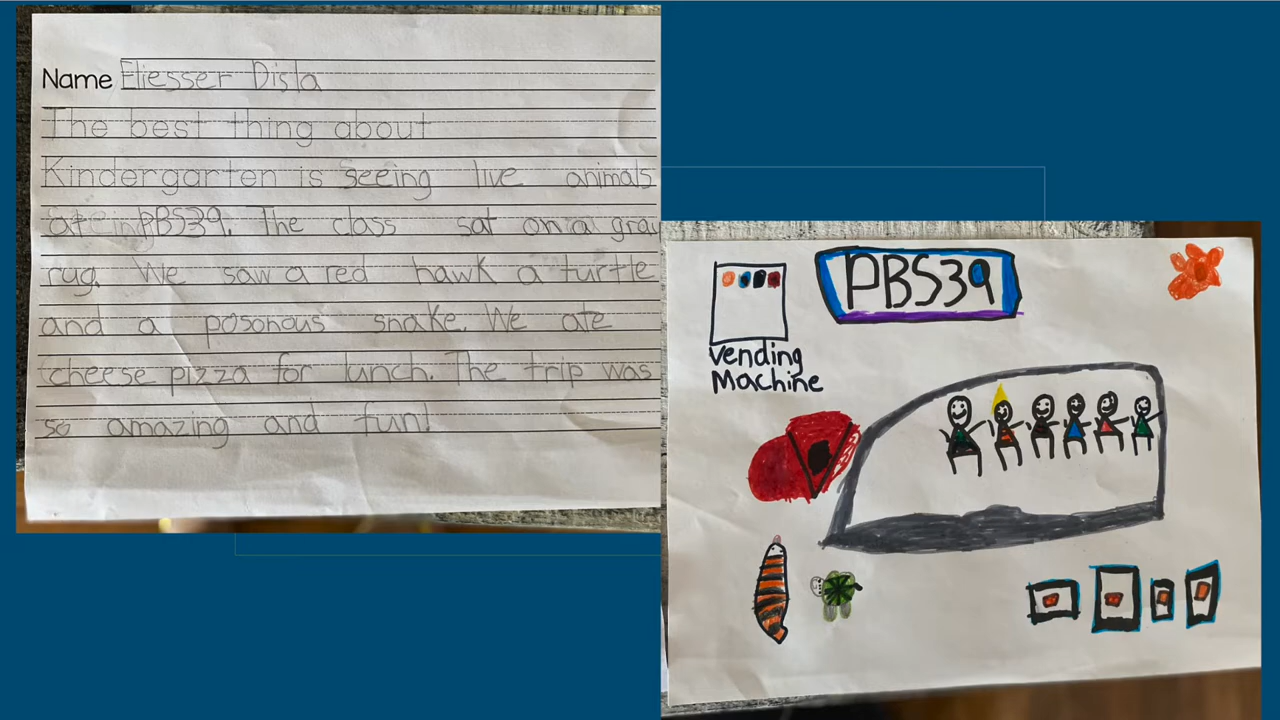 Name Eliesser Disla
The best thing about
Kindergarten is seeing live animals
at PBS39. The class sat on a gray
rug. We saw a red hawk a turtle
and a posonous snake. We ate
cheese pizza for lunch. The trip was
so amazing and fun!
PBS39
Vending
Machine